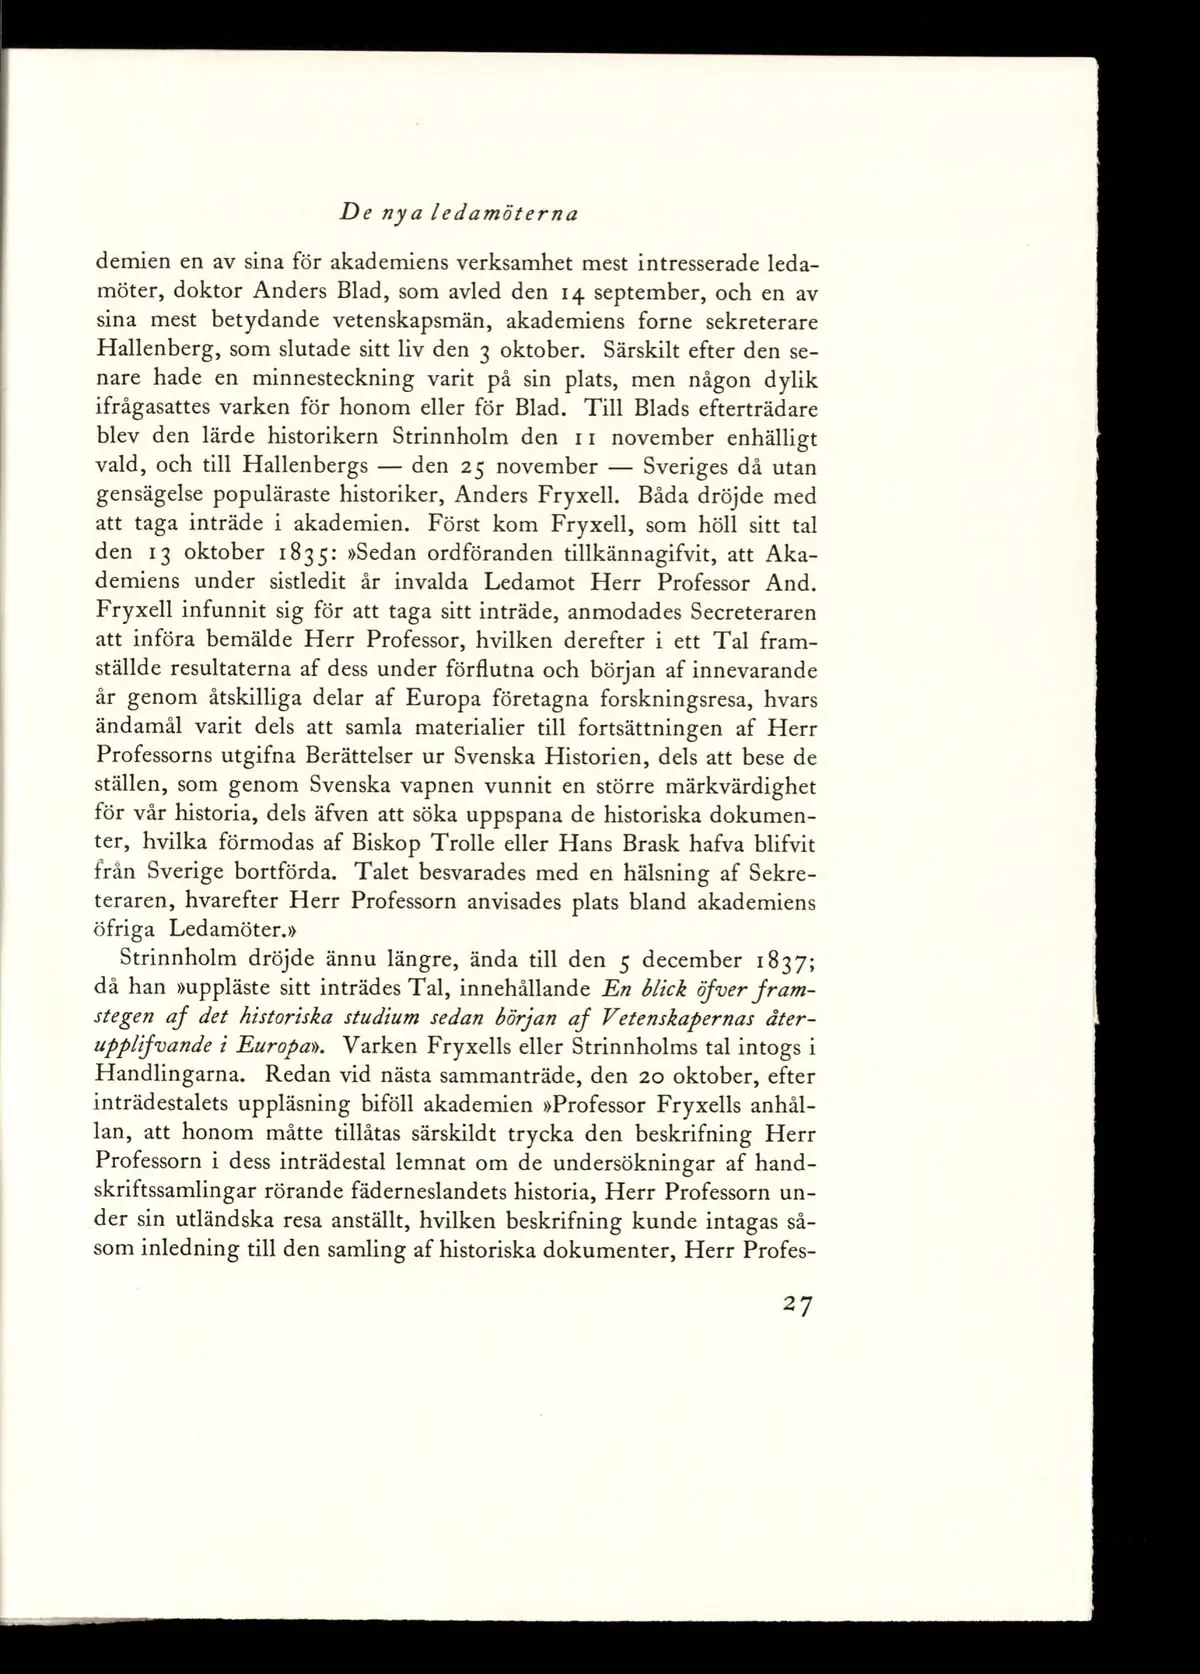 De nya ledamöterna
demien en av sina för akademiens verksamhet mest intresserade leda-
möter, doktor Anders Blad, som avled den 14 september, och en av
sina mest betydande vetenskapsmän, akademiens forne sekreterare
Hallenberg, som slutade sitt liv den 3 oktober. Särskilt efter den se-
nare hade en minnesteckning varit på sin plats, men någon dylik
ifrågasattes varken för honom eller för Blad. Till Blads efterträdare
blev den lärde historikern Strinnholm den 11 november enhälligt
vald, och till Hallenbergs — den 25 november — Sveriges då utan
gensägelse populäraste historiker, Anders Fryxell. Båda dröjde med
att taga inträde i akademien. Först kom Fryxell, som höll sitt tal
den 13 oktober 1835: »Sedan ordföranden tillkännagifvit, att Aka-
demiens under sistledit år invalda Ledamot Herr Professor And.
Fryxell infunnit sig för att taga sitt inträde, anmodades Secreteraren
att införa bemälde Herr Professor, hvilken derefter i ett Tal fram-
ställde resultaterna af dess under förflutna och början af innevarande
år genom åtskilliga delar af Europa företagna forskningsresa, hvars
ändamål varit dels att samla materialier till fortsättningen af Herr
Professorns utgifna Berättelser ur Svenska Historien, dels att bese de
ställen, som genom Svenska vapnen vunnit en större märkvärdighet
för vår historia, dels äfven att söka uppspana de historiska dokumen-
ter, hvilka förmodas af Biskop Trolle eller Hans Brask hafva blifvit
från Sverige bortförda. Talet besvarades med en hälsning af Sekre-
teraren, hvarefter Herr Professorn anvisades plats bland akademiens
öfriga Ledamöter.»
Strinnholm dröjde ännu längre, ända till den 5 december 1837;
då han »uppläste sitt inträdes Tal, innehållande En blick öfver fram-
stegen af det historiska studium sedan början af Vetenskapernas åter-
upplifvande i Europa». Varken Fryxells eller Strinnholms tal intogs i
Handlingarna. Redan vid nästa sammanträde, den 20 oktober, efter
inträdestalets uppläsning biföll akademien »Professor Fryxells anhål-
lan, att honom måtte tillåtas särskildt trycka den beskrifning Herr
Professorn i dess inträdestal lemnat om de undersökningar af hand-
skriftssamlingar rörande fäderneslandets historia, Herr Professorn un-
der sin utländska resa anställt, hvilken beskrifning kunde intagas så-
som inledning till den samling af historiska dokumenter, Herr Profes-
27